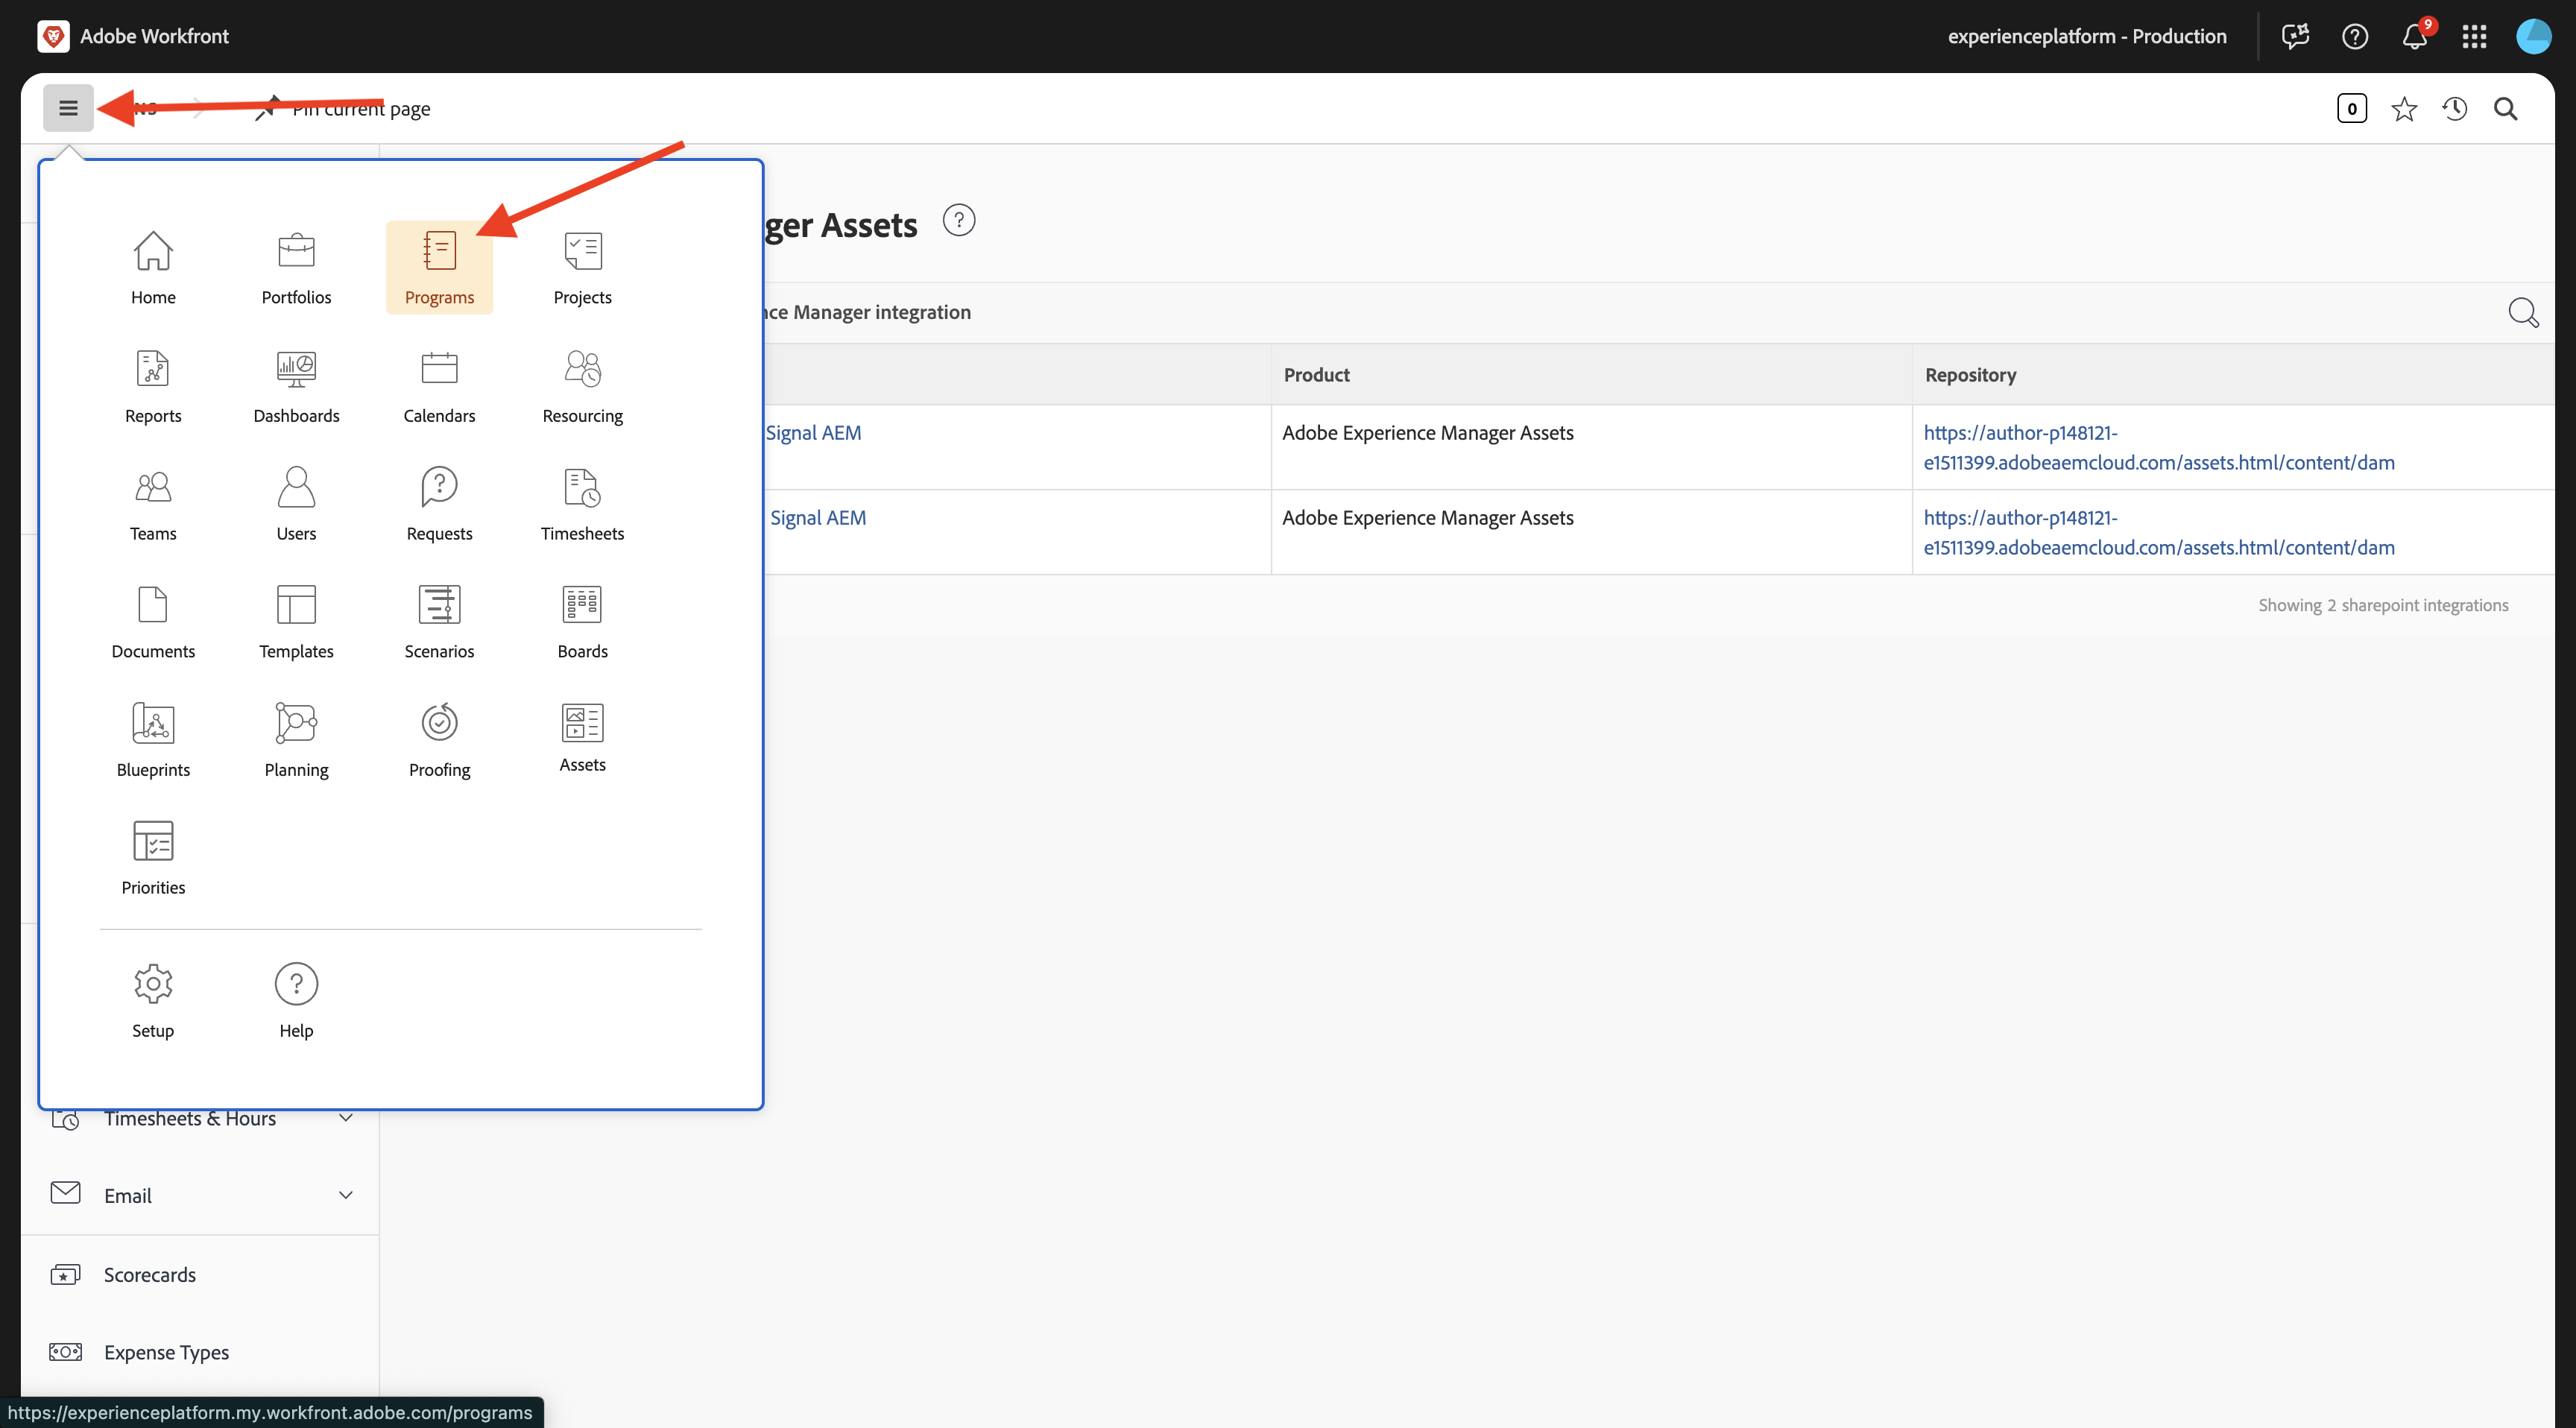 Adobe Workfront
experienceplatform - Production
9
Pin current page
0
ger Assets
?
Home
Portfolios
Programs
Projects
nce Manager integration
Reports
Dashboards
Calendars
Resourcing
Product
Repository
Signal AEM
Adobe Experience Manager Assets
https://author-p148121-
e1511399.adobeaemcloud.com/assets.html/content/dam
Signal AEM
Adobe Experience Manager Assets
https://author-p148121-
e1511399.adobeaemcloud.com/assets.html/content/dam
Showing 2 sharepoint integrations
Teams
Users
Requests
Timesheets
Documents
Templates
Scenarios
Boards
Blueprints
Planning
Proofing
Assets
Priorities
Setup
Help
Timesheets & Hours
Email
Scorecards
Expense Types
https://experienceplatform.my.workfront.adobe.com/programs